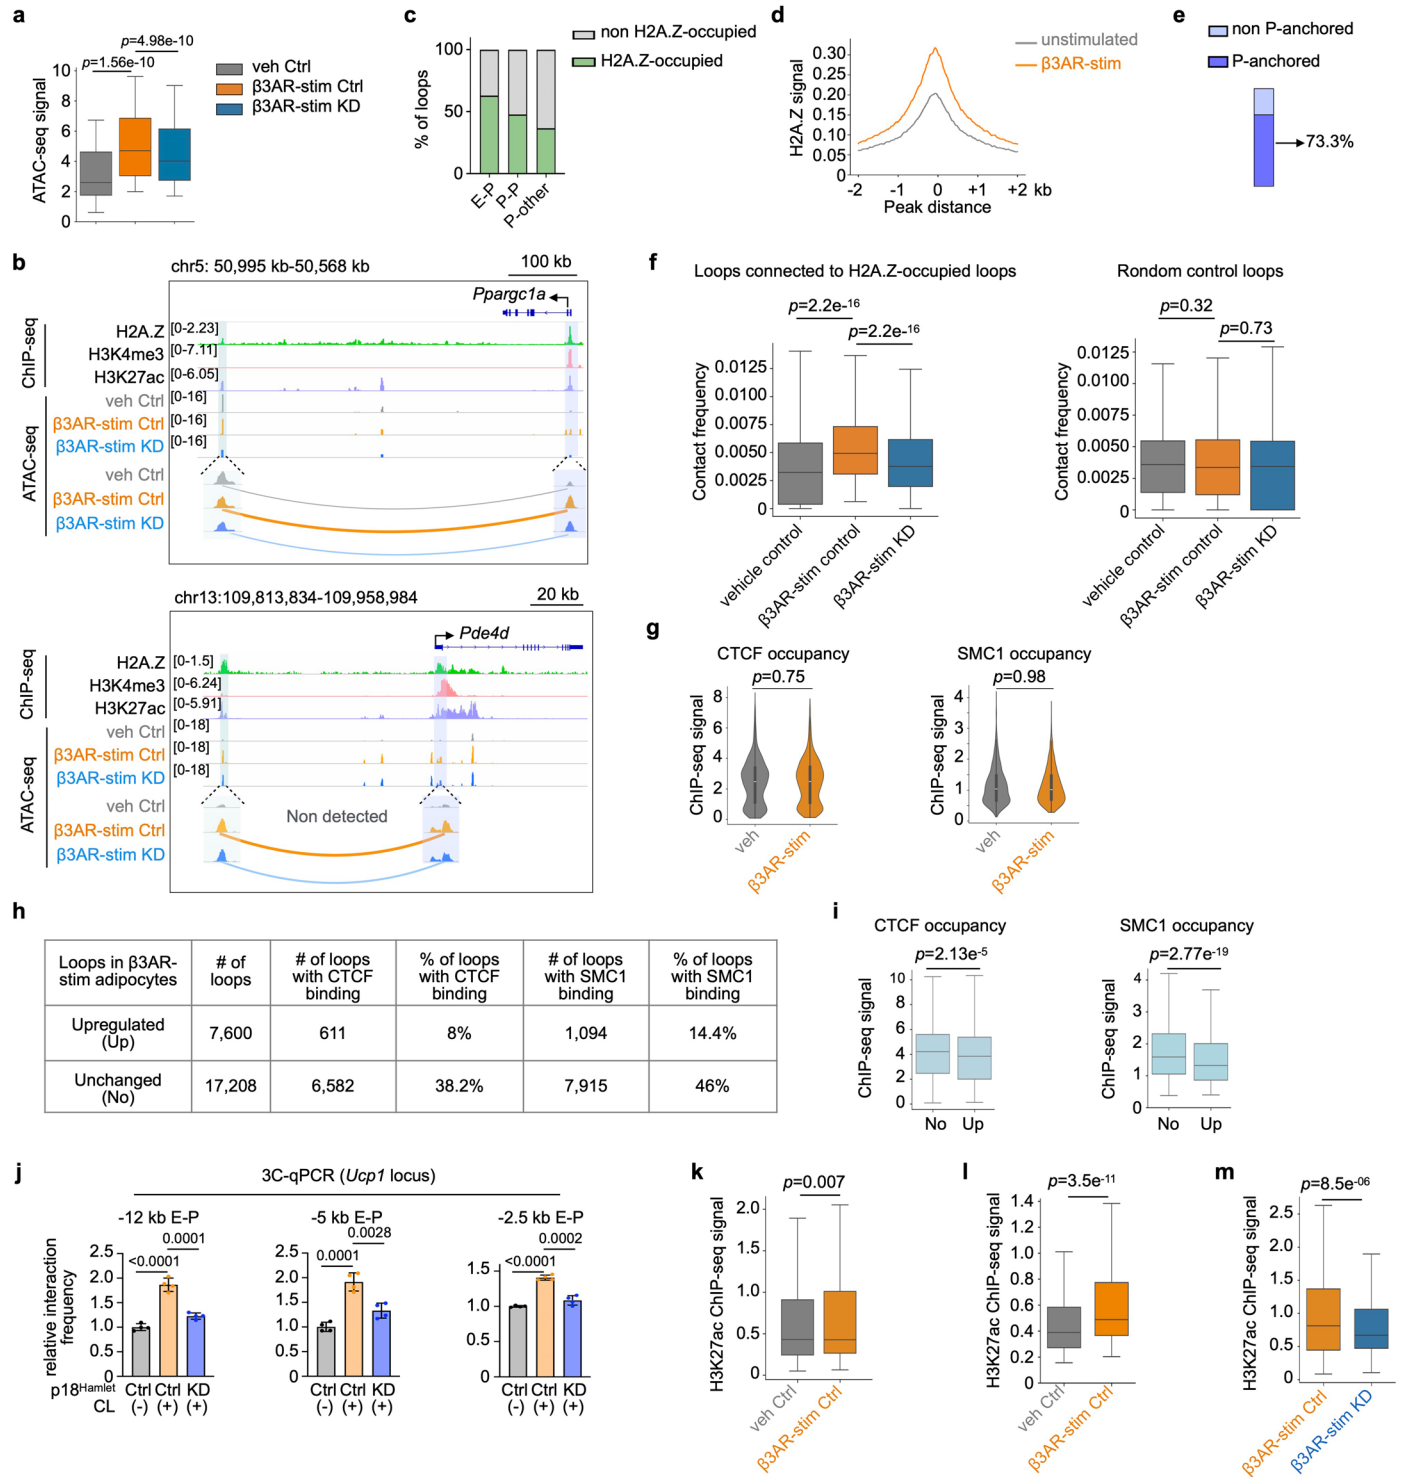 a
p=4.98e-10
p=1.56e-10
ATAC-seq signal
10
8
6
4
2
0
veh Ctrl
β3AR-stim Ctrl
β3AR-stim KD
c
non H2A.Z-occupied
H2A.Z-occupied
% of loops
100
50
0
E-P
P-P
P-other
d
unstimulated
β3AR-stim
H2A.Z signal
0.30
0.25
0.20
0.15
0.10
0.05
-2 -1 0 +1 +2 kb
Peak distance
e
non P-anchored
P-anchored
73.3%
b
chr5: 50,995 kb-50,568 kb
100 kb
Ppargc1a
ChIP-seq
H2A.Z [0-2.23]
H3K4me3 [0-7.11]
H3K27ac [0-6.05]
ATAC-seq
veh Ctrl [0-16]
β3AR-stim Ctrl [0-16]
β3AR-stim KD [0-16]
veh Ctrl
β3AR-stim Ctrl
β3AR-stim KD
chr13:109,813,834-109,958,984
20 kb
Pde4d
ChIP-seq
H2A.Z [0-1.5]
H3K4me3 [0-6.24]
H3K27ac [0-5.91]
ATAC-seq
veh Ctrl [0-18]
β3AR-stim Ctrl [0-18]
β3AR-stim KD [0-18]
veh Ctrl
Non detected
β3AR-stim Ctrl
β3AR-stim KD
f
Loops connected to H2A.Z-occupied loops
p=2.2e-16
p=2.2e-16
Contact frequency
0.0125
0.0100
0.0075
0.0050
0.0025
0
vehicle control
β3AR-stim control
β3AR-stim KD
Rondom control loops
p=0.32
p=0.73
Contact frequency
0.0125
0.0100
0.0075
0.0050
0.0025
0
vehicle control
β3AR-stim control
β3AR-stim KD
g
CTCF occupancy
p=0.75
ChIP-seq signal
8
6
4
2
0
veh
β3AR-stim
SMC1 occupancy
p=0.98
ChIP-seq signal
4
3
2
1
0
veh
β3AR-stim
h
Loops in β3AR-stim adipocytes
# of loops
# of loops with CTCF binding
% of loops with CTCF binding
# of loops with SMC1 binding
% of loops with SMC1 binding
Upregulated (Up) 7,600 611 8% 1,094 14.4%
Unchanged (No) 17,208 6,582 38.2% 7,915 46%
i
CTCF occupancy
p=2.13e-5
ChIP-seq signal
10
8
6
4
2
0
No Up
SMC1 occupancy
p=2.77e-19
ChIP-seq signal
4
3
2
1
0
No Up
j
3C-qPCR (Ucp1 locus)
-12 kb E-P
0.0001
<0.0001
relative interaction frequency
2.5
2.0
1.5
1.0
0.5
0
p18Hamlet Ctrl Ctrl KD
CL (-) (+) (+)
-5 kb E-P
0.0028
0.0001
2.5
2.0
1.5
1.0
0.5
0
Ctrl Ctrl KD
(-) (+) (+)
-2.5 kb E-P
0.0002
<0.0001
1.5
1.0
0.5
0
Ctrl Ctrl KD
(-) (+) (+)
k
p=0.007
H3K27ac ChIP-seq signal
2.0
1.5
1.0
0.5
0
veh Ctrl
β3AR-stim Ctrl
l
p=3.5e-11
H3K27ac ChIP-seq signal
1.4
1.2
1.0
0.8
0.6
0.4
0.2
0
veh Ctrl
β3AR-stim Ctrl
m
p=8.5e-06
H3K27ac ChIP-seq signal
2.5
2.0
1.5
1.0
0.5
0
β3AR-stim Ctrl
β3AR-stim KD